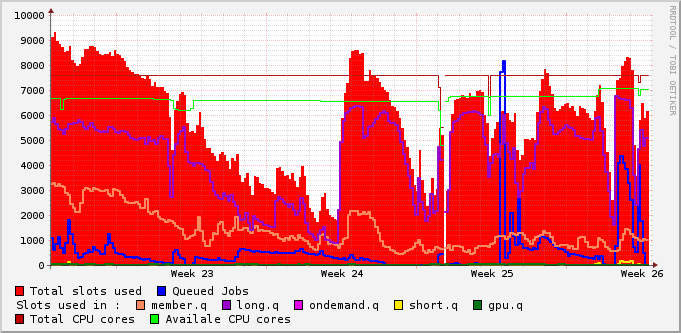 10000
9000
8000
7000
6000
5000
4000
3000
2000
1000
0
Week 23 Week 24 Week 25 Week 26
Total slots used Queued Jobs
Slots used in : member.q long.q ondemand.q short.q gpu.q
Total CPU cores Availale CPU cores
RRDTOOL / TOBI OETIKER